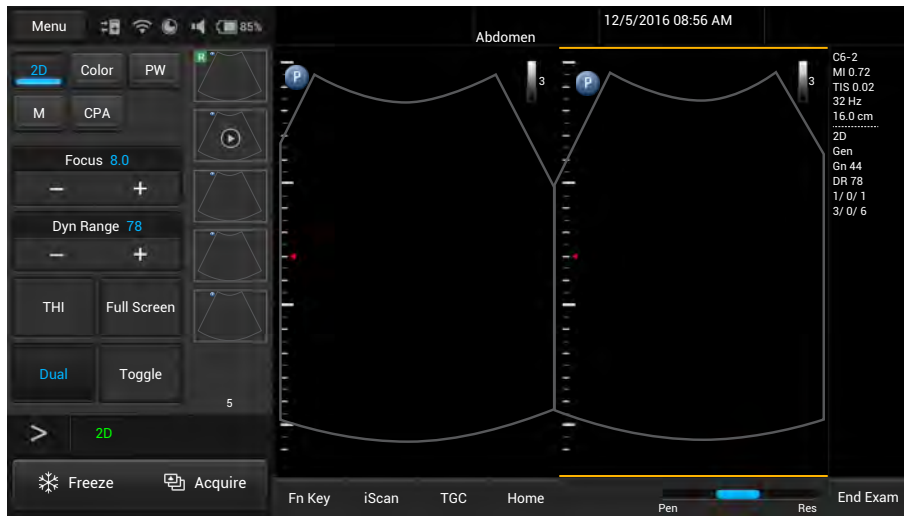 Menu
85%
Abdomen
12/5/2016 08:56 AM
2D Color PW
M CPA
Focus 8.0
− +
Dyn Range 78
− +
THI Full Screen
Dual Toggle
R
5
> 2D
Freeze Acquire
P
3
P
3
C6-2
MI 0.72
TIS 0.02
32 Hz
16.0 cm
2D
Gen
Gn 44
DR 78
1/ 0/ 1
3/ 0/ 6
Fn Key iScan TGC Home
Pen Res
End Exam